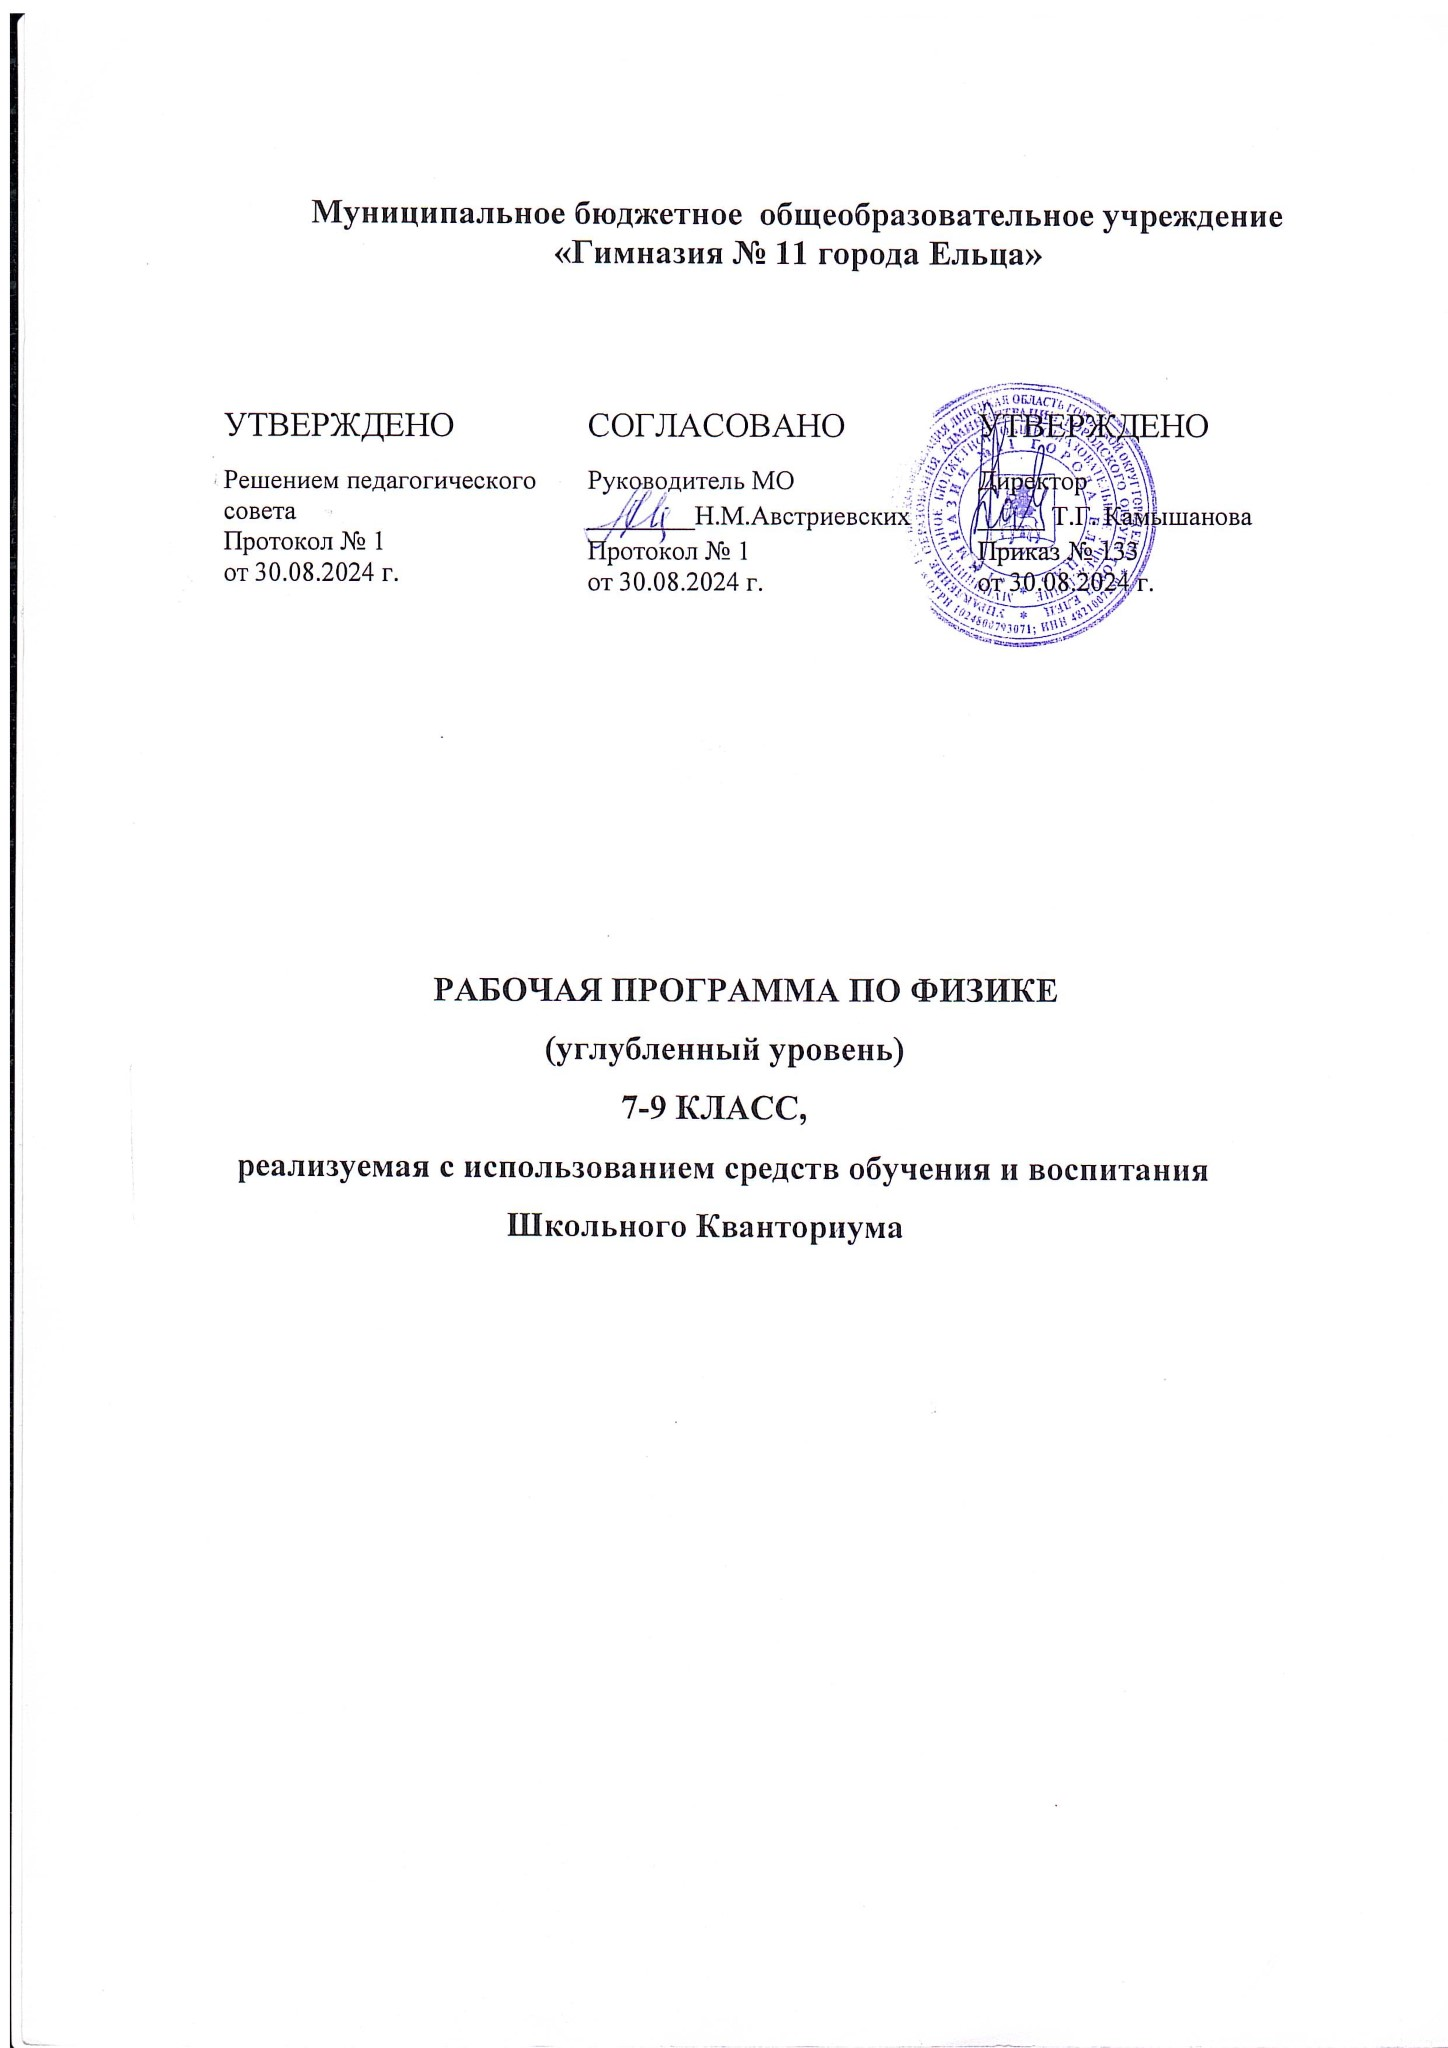 Муниципальное бюджетное общеобразовательное учреждение
«Гимназия № 11 города Ельца»
УТВЕРЖДЕНО
Решением педагогического
совета
Протокол № 1
от 30.08.2024 г.
СОГЛАСОВАНО
Руководитель МО
________Н.М.Австриевских
Протокол № 1
от 30.08.2024 г.
УТВЕРЖДЕНО
Директор
_____Т.Г. Камышанова
Приказ № 133
от 30.08.2024 г.
РАБОЧАЯ ПРОГРАММА ПО ФИЗИКЕ
(углубленный уровень)
7-9 КЛАСС,
реализуемая с использованием средств обучения и воспитания
Школьного Кванториума